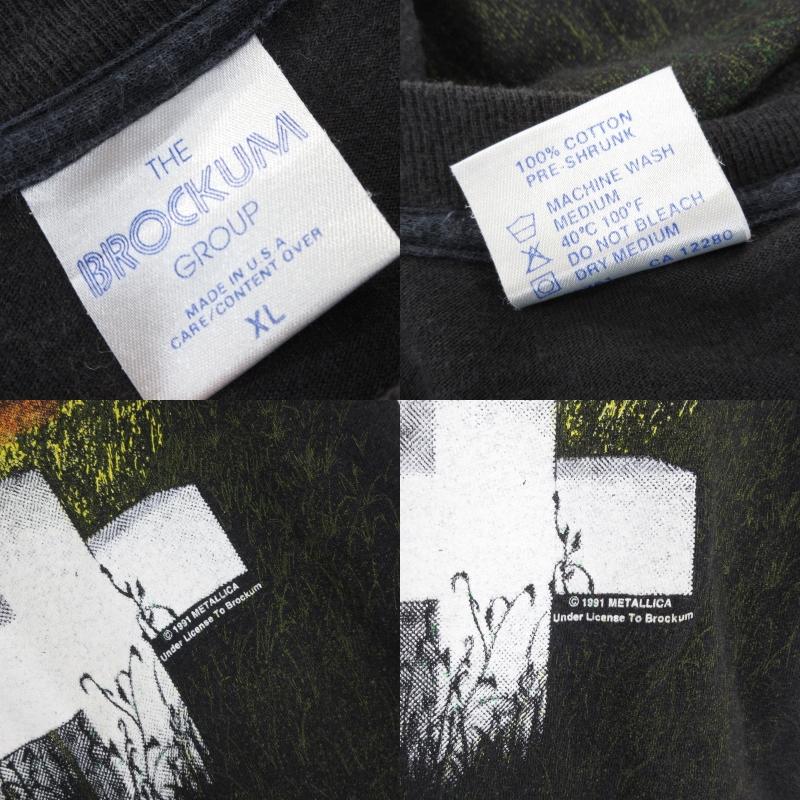 THE
BROCKUM
GROUP
MADE IN U.S.A
CARE/CONTENT OVER
XL
100% COTTON
PRE-SHRUNK
MACHINE WASH
MEDIUM
40°C 100°F
DO NOT BLEACH
DRY MEDIUM
CA 12280
© 1991 METALLICA
Under License To Brockum
© 1991 METALLICA
Under License To Brockum